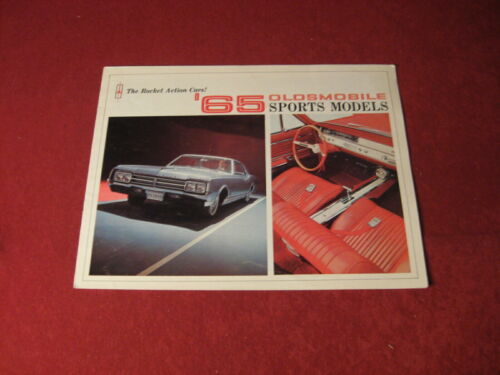 The Rocket Action Cars!
'65 OLDSMOBILE
SPORTS MODELS